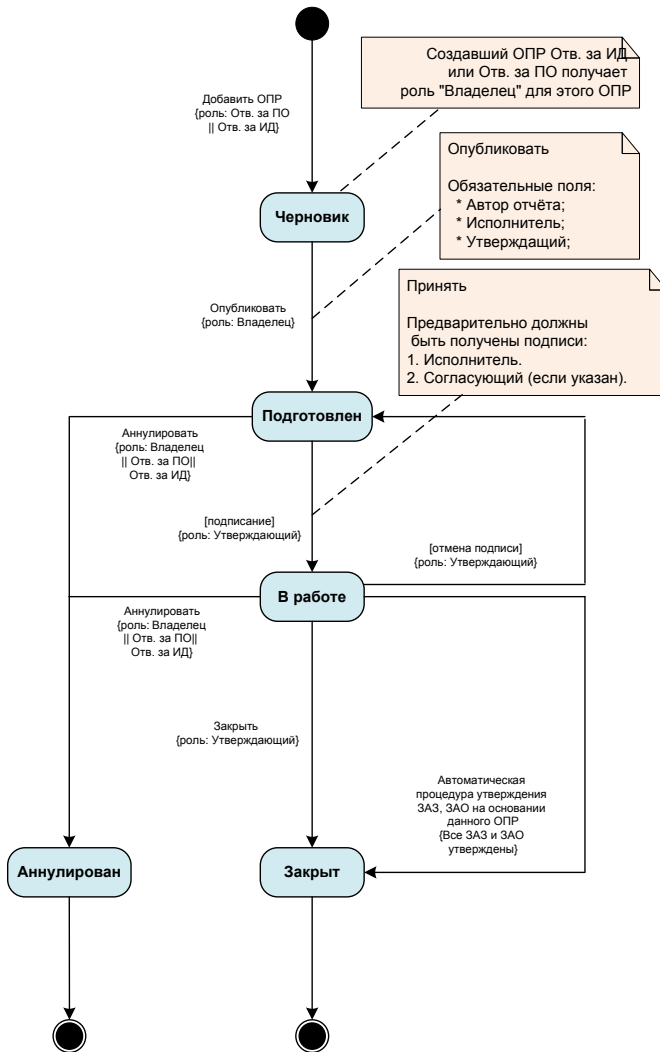 Создавший ОПР Отв. за ИД
или Отв. за ПО получает
роль "Владелец" для этого ОПР
Добавить ОПР
{роль: Отв. за ПО
|| Отв. за ИД}
Опубликовать
Обязательные поля:
* Автор отчёта;
* Исполнитель;
* Утверждащий;
Черновик
Принять
Предварительно должны
быть получены подписи:
1. Исполнитель.
2. Согласующий (если указан).
Опубликовать
{роль: Владелец}
Подготовлен
Аннулировать
{роль: Владелец
|| Отв. за ПО||
Отв. за ИД}
[подписание]
{роль: Утверждающий}
[отмена подписи]
{роль: Утверждающий}
В работе
Аннулировать
{роль: Владелец
|| Отв. за ПО||
Отв. за ИД}
Закрыть
{роль: Утверждающий}
Автоматическая
процедура утверждения
ЗАЗ, ЗАО на основании
данного ОПР
{Все ЗАЗ и ЗАО
утверждены}
Аннулирован
Закрыт